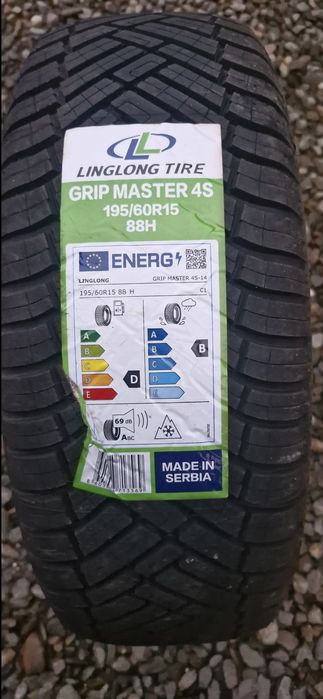 LINGLONG TIRE
GRIP MASTER 4S
195/60R15
88H
ENERG
LINGLONG GRIP MASTER 4S-14
195/60R15 88 H C1
A A
B B B
C C
D D D
E E
69 dB
ABC
MADE IN
SERBIA